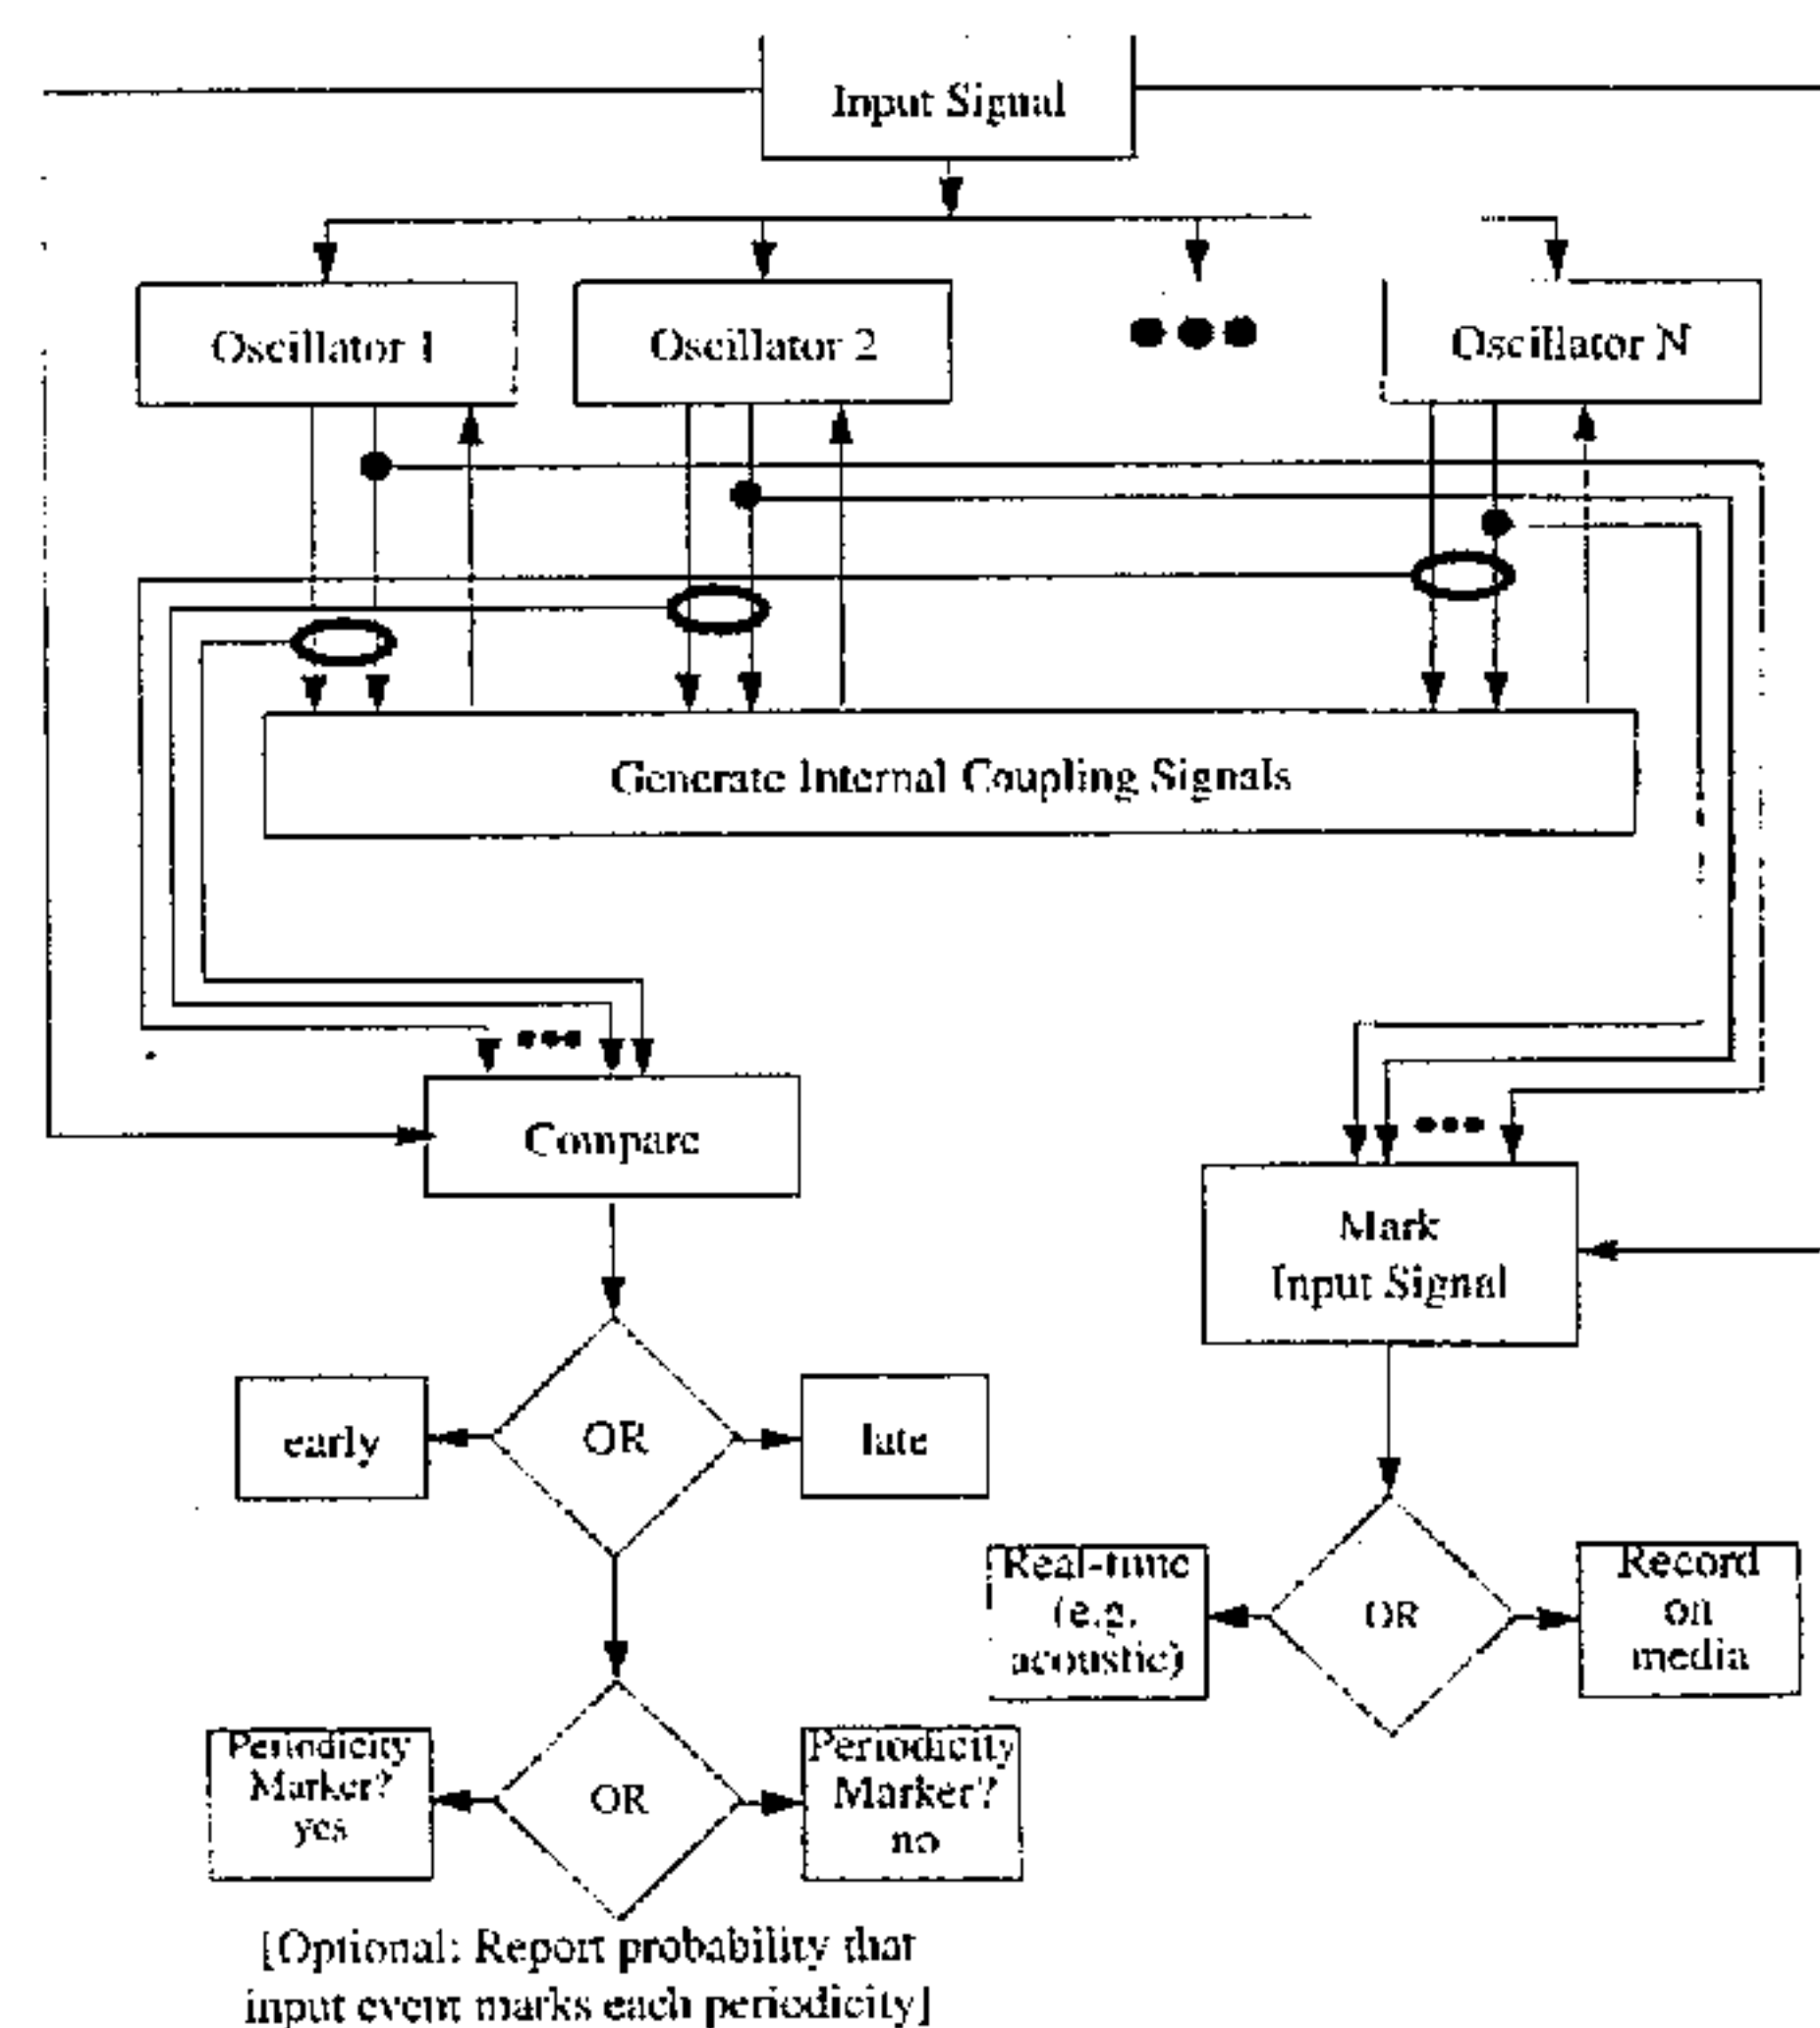 Input Signal
Oscillator 1
Oscillator 2
Oscillator N
Generate Internal Coupling Signals
Compare
Mark
Input Signal
early
OR
late
Real-time
(e.g.
acoustic)
OR
Record
on
media
Periodicity
Marker?
yes
OR
Periodicity
Marker?
no
[Optional: Report probability that
input event marks each periodicity]